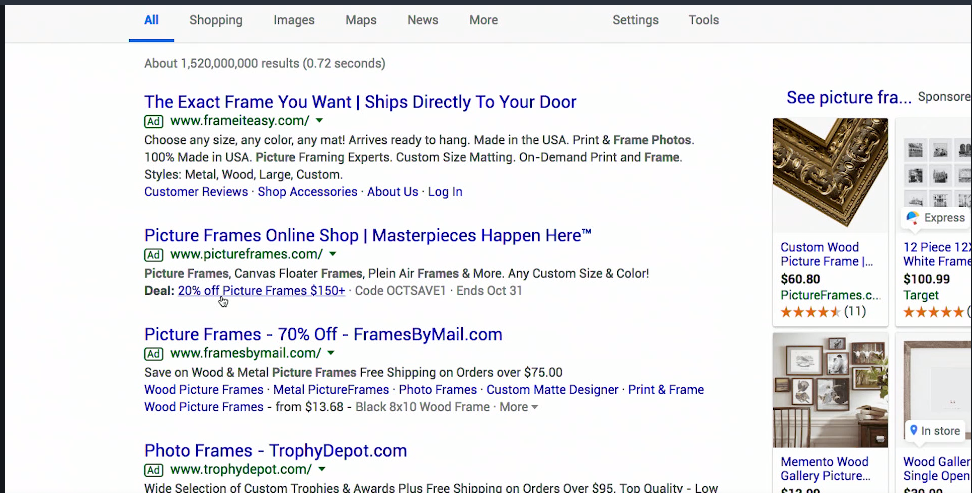 All Shopping Images Maps News More Settings Tools
About 1,520,000,000 results (0.72 seconds)
The Exact Frame You Want | Ships Directly To Your Door
Ad www.frameiteasy.com/
Choose any size, any color, any mat! Arrives ready to hang. Made in the USA. Print & Frame Photos.
100% Made in USA. Picture Framing Experts. Custom Size Matting. On-Demand Print and Frame.
Styles: Metal, Wood, Large, Custom.
Customer Reviews · Shop Accessories · About Us · Log In
Picture Frames Online Shop | Masterpieces Happen Here™
Ad www.pictureframes.com/
Picture Frames, Canvas Floater Frames, Plein Air Frames & More. Any Custom Size & Color!
Deal: 20% off Picture Frames $150+ · Code OCTSAVE1 · Ends Oct 31
Picture Frames - 70% Off - FramesByMail.com
Ad www.framesbymail.com/
Save on Wood & Metal Picture Frames Free Shipping on Orders over $75.00
Wood Picture Frames · Metal PictureFrames · Photo Frames · Custom Matte Designer · Print & Frame
Wood Picture Frames - from $13.68 - Black 8x10 Wood Frame · More
Photo Frames - TrophyDepot.com
Ad www.trophydepot.com/
Wide Selection of Custom Trophies & Awards Plus Free Shipping on Orders Over $95. Top Quality - Low
See picture fra... Sponsore
Custom Wood
Picture Frame |...
$60.80
PictureFrames.c...
(11)
Express
12 Piece 12X
White Frame
$100.99
Target
Memento Wood
Gallery Picture...
$12.99
In store
Wood Galler
Single Open